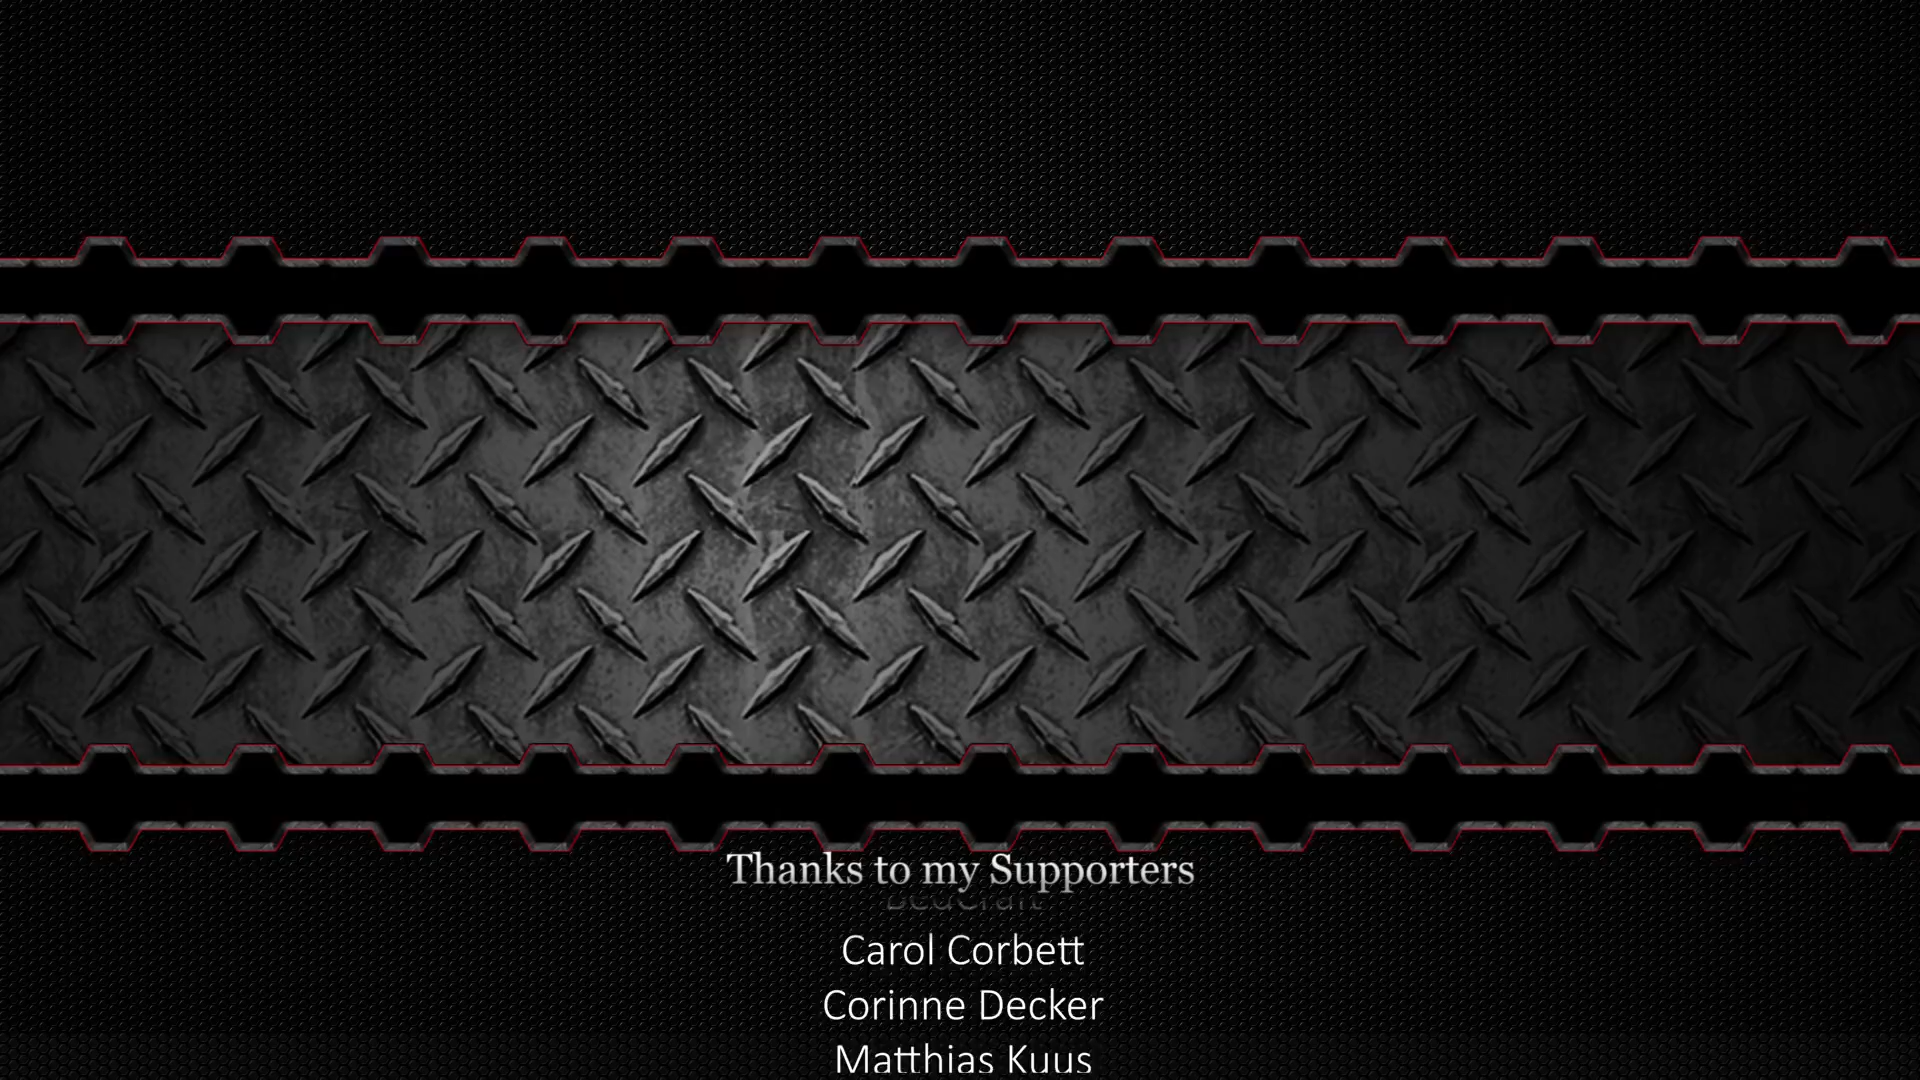 Thanks to my Supporters
Carol Corbett
Corinne Decker
Matthias Kuus